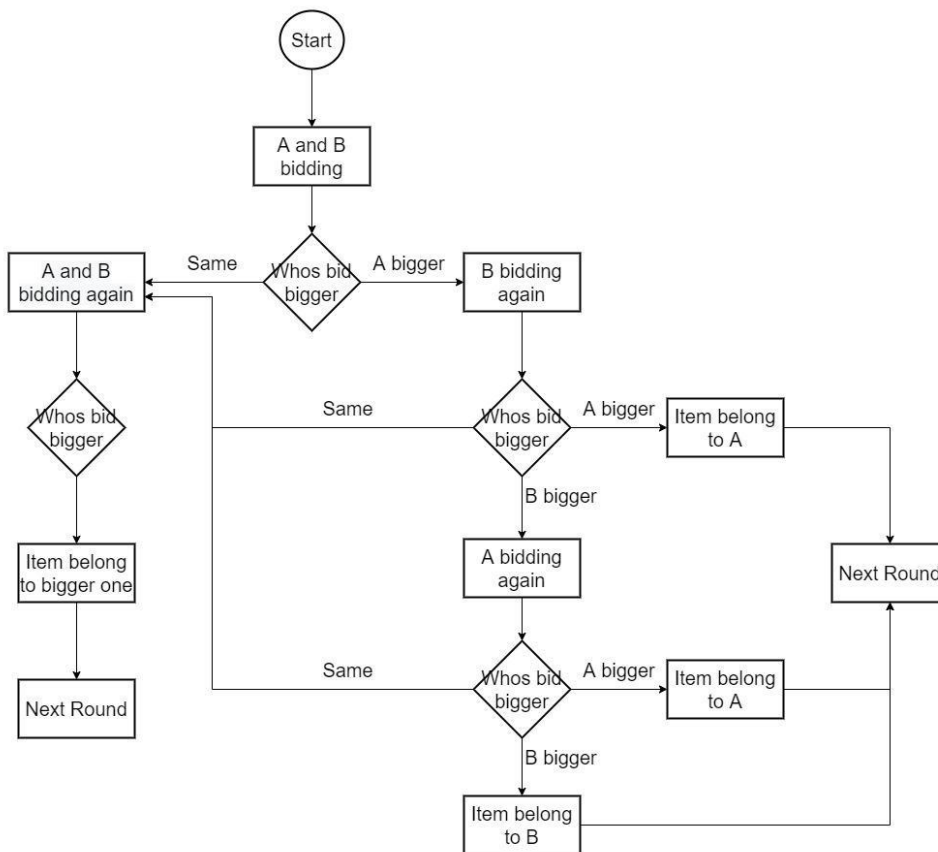 Start
A and B
bidding
Whos bid
bigger
Same
A bigger
A and B
bidding again
B bidding
again
Whos bid
bigger
Same
Whos bid
bigger
A bigger
Item belong
to A
B bigger
Item belong
to bigger one
A bidding
again
Next Round
Same
Whos bid
bigger
A bigger
Item belong
to A
Next Round
B bigger
Item belong
to B